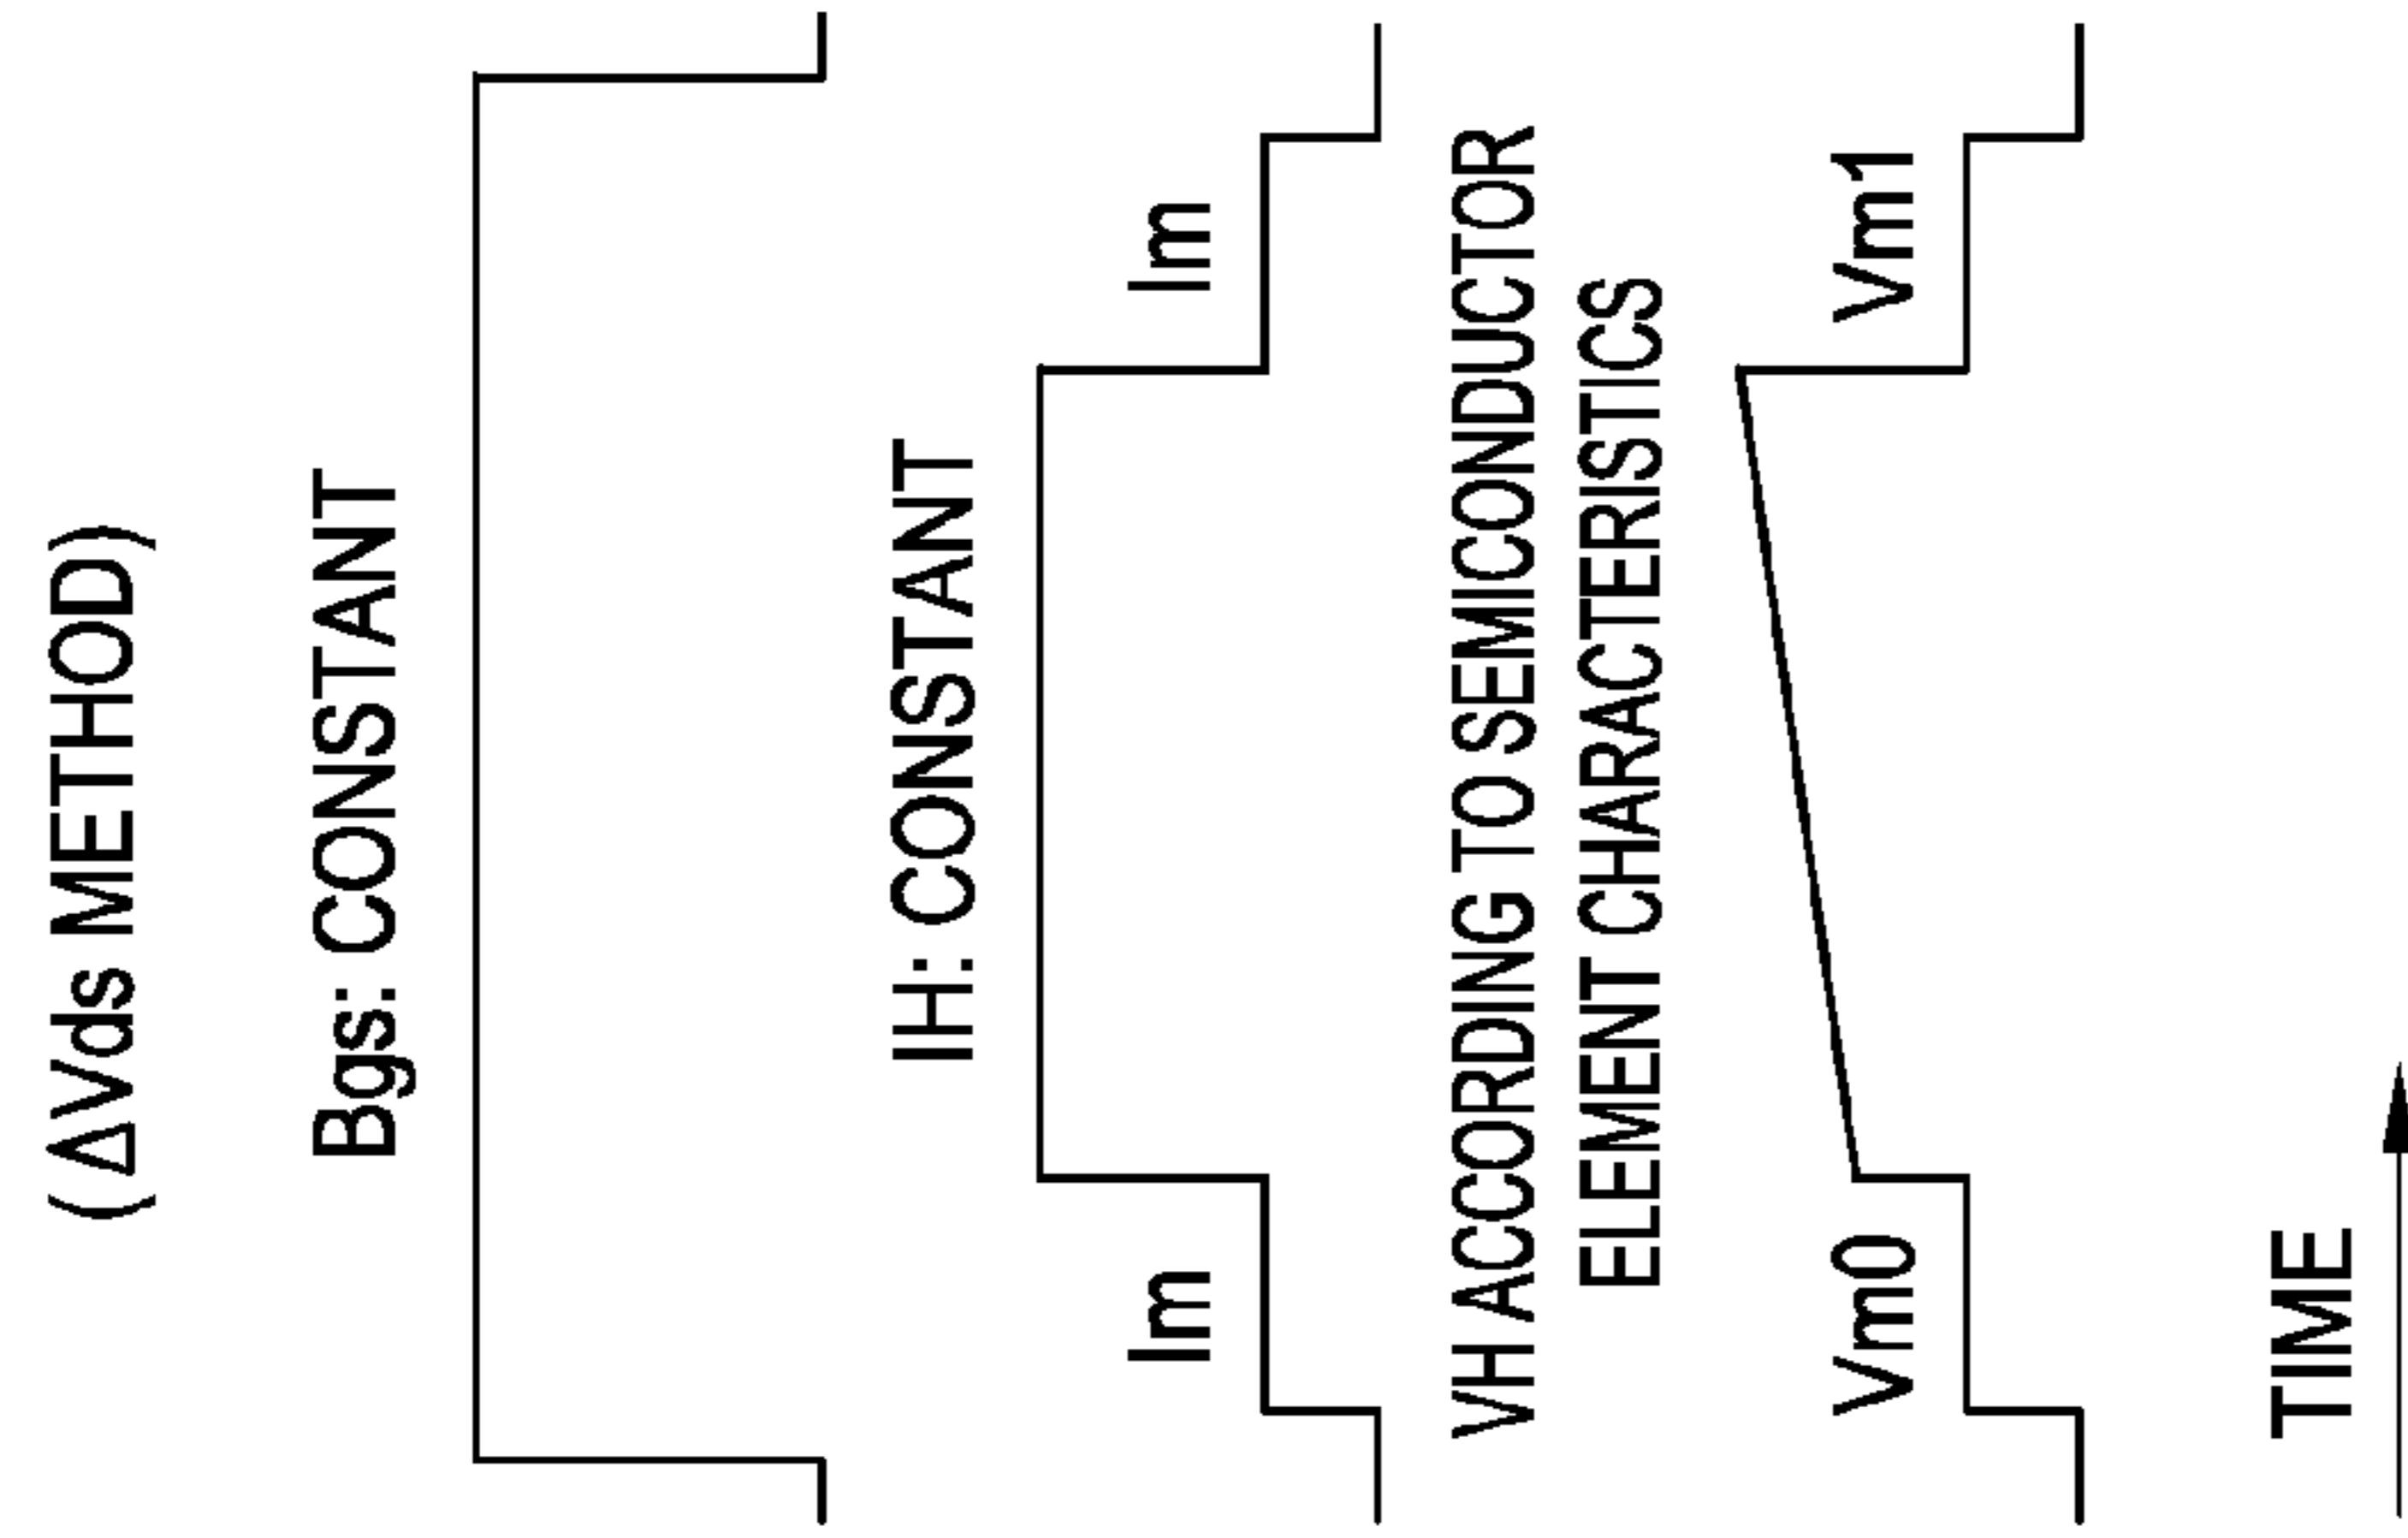 (ΔVds METHOD)
Bgs: CONSTANT
IH: CONSTANT
Im
Im
VH ACCORDING TO SEMICONDUCTOR
ELEMENT CHARACTERISTICS
Vm0
Vm1
TIME